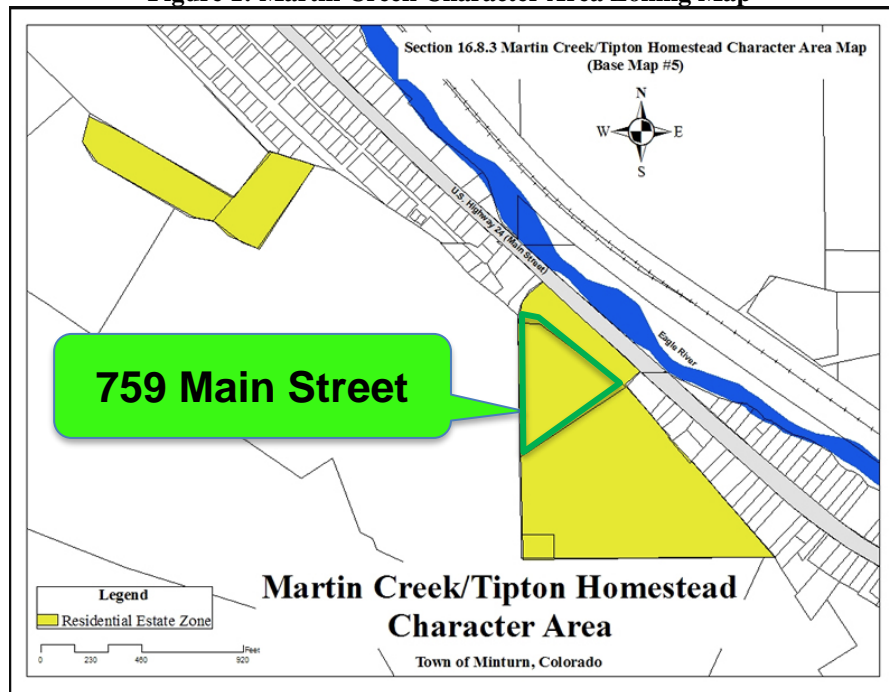 Section 16.8.3 Martin Creek/Tipton Homestead Character Area Map
(Base Map #5)
N
W
E
S
U.S. Highway 24 (Main Street)
Eagle River
759 Main Street
Legend
Residential Estate Zone
0 230 460 920
Feet
Martin Creek/Tipton Homestead
Character Area
Town of Minturn, Colorado